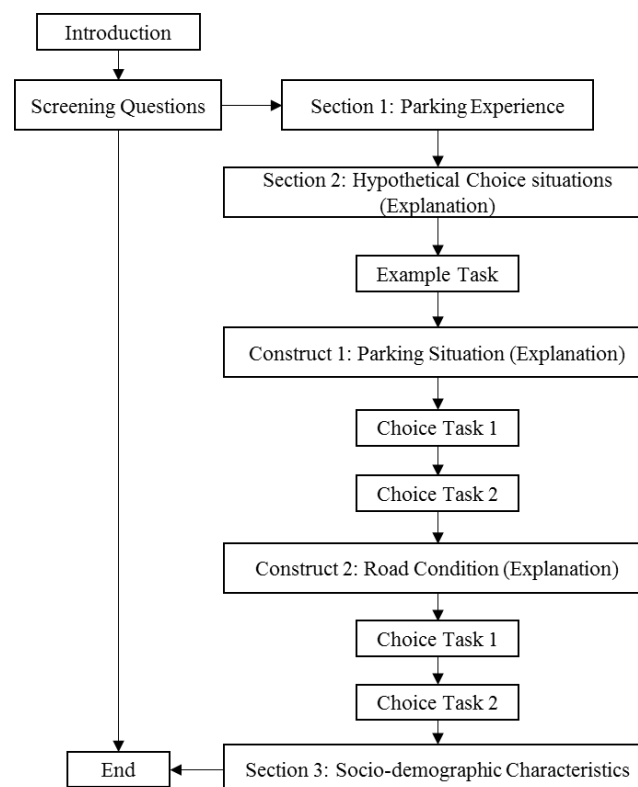 Introduction
Screening Questions
Section 1: Parking Experience
Section 2: Hypothetical Choice situations
(Explanation)
Example Task
Construct 1: Parking Situation (Explanation)
Choice Task 1
Choice Task 2
Construct 2: Road Condition (Explanation)
Choice Task 1
Choice Task 2
End
Section 3: Socio-demographic Characteristics